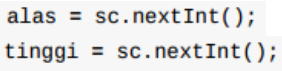 alas = sc.nextInt();
tinggi = sc.nextInt();